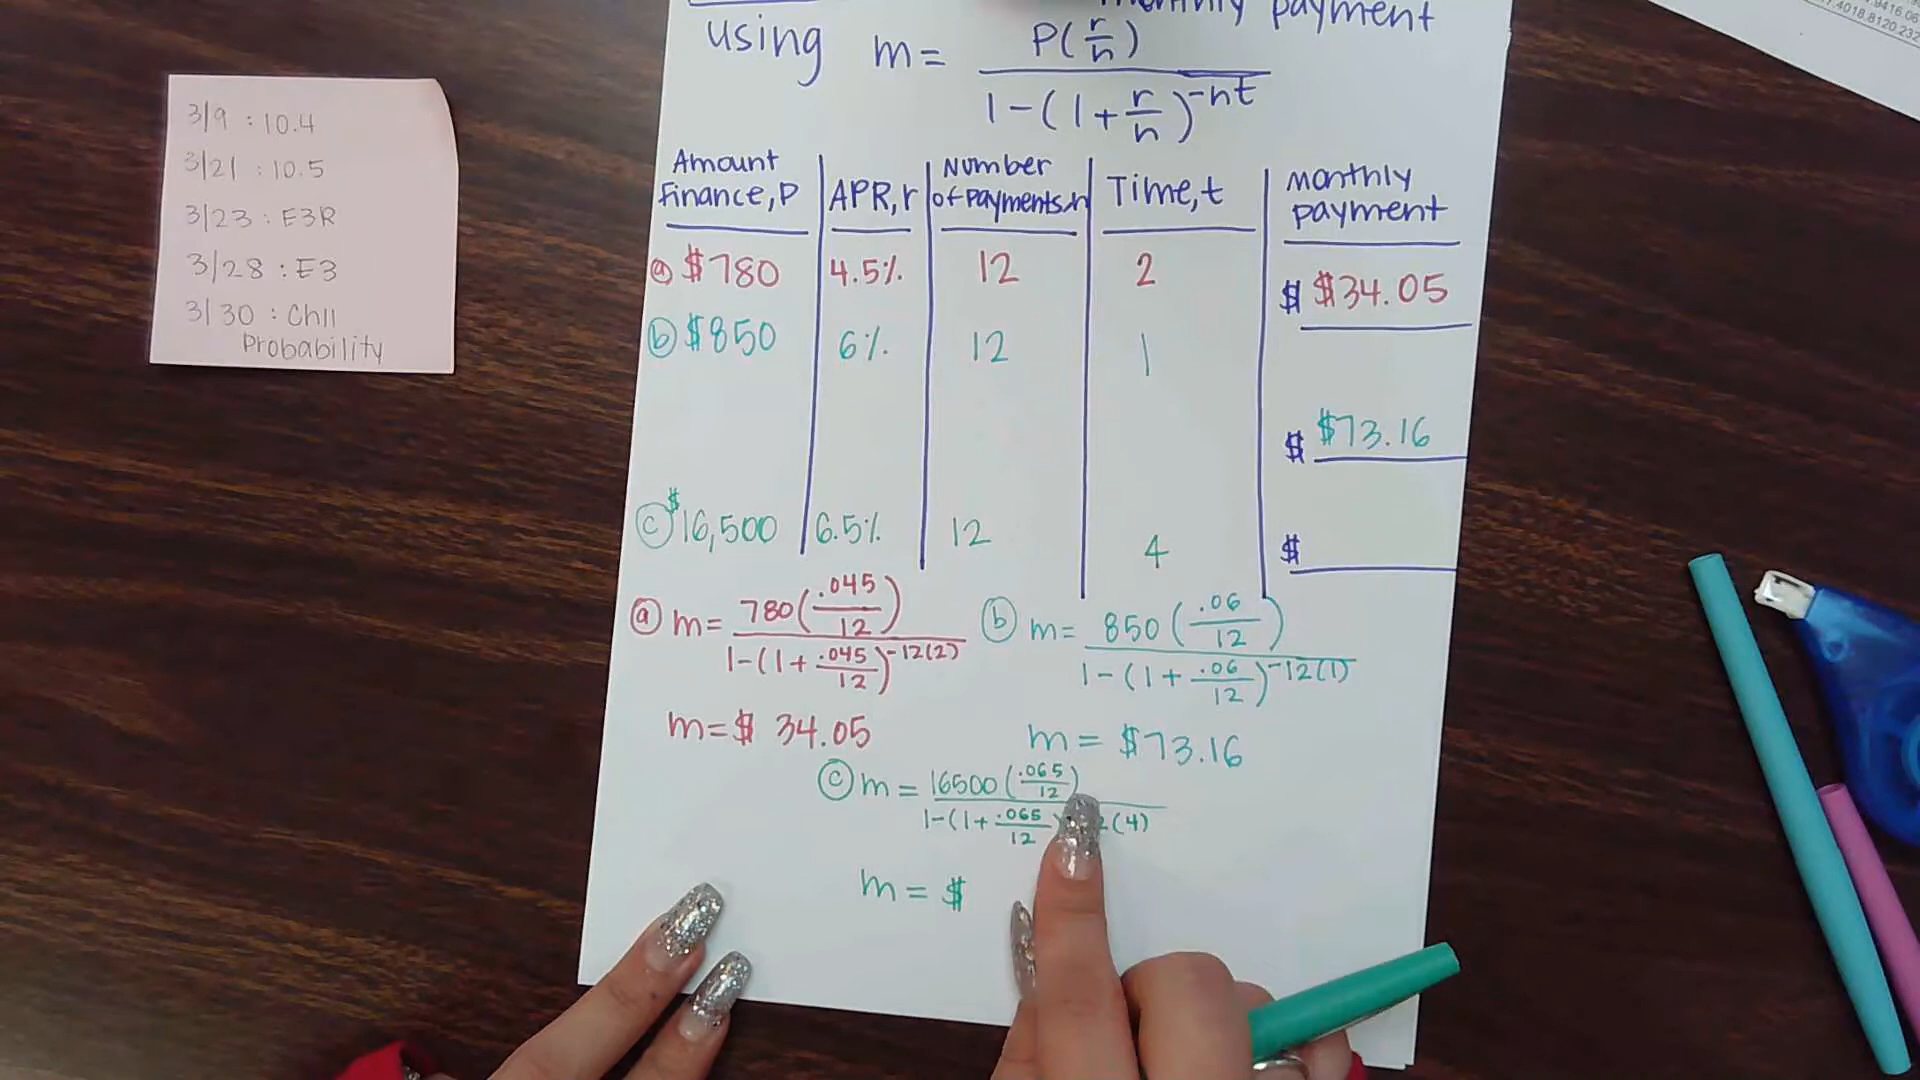 monthly payment
using m = P(r/n)
1-(1+r/n)^-nt
3/9 : 10.4
3/21 : 10.5
3/23 : E3R
3/28 : E3
3/30 : Ch11
Probability
Amount Finance, P
APR, r
Number of Payments, n
Time, t
Monthly payment
ⓐ $780 4.5% 12 2 $ $34.05
ⓑ $850 6% 12 1
$ $73.16
ⓒ $16,500 6.5% 12 4 $
ⓐ m= 780(.045/12)
1-(1+.045/12)^-12(2)
m=$ 34.05
ⓑ m= 850(.06/12)
1-(1+.06/12)^-12(1)
m = $73.16
ⓒ m = 16500(.065/12)
1-(1+.065/12) 2(4)
m = $